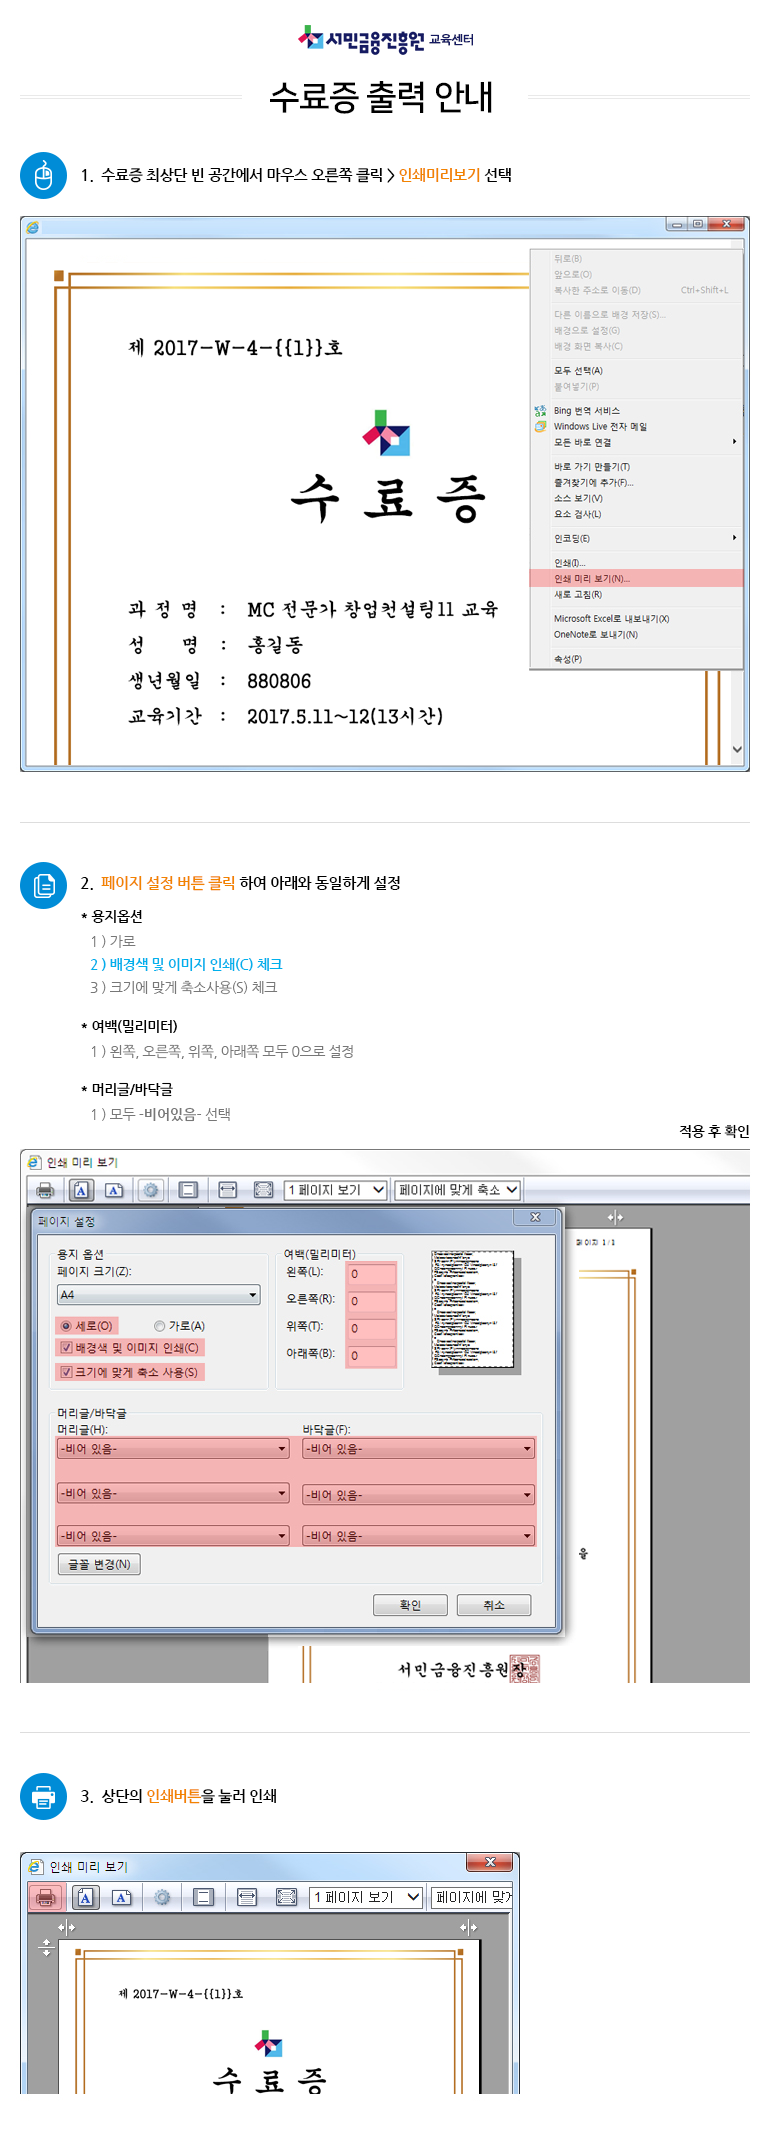 서민금융진흥원 교육센터
수료증 출력 안내
1. 수료증 최상단 빈 공간에서 마우스 오른쪽 클릭 > 인쇄미리보기 선택
뒤로(B)
앞으로(O)
복사한 주소로 이동(D) Ctrl+Shift+L
다른 이름으로 배경 저장(S)...
배경으로 설정(G)
배경 화면 복사(C)
모두 선택(A)
붙여넣기(P)
Bing 번역 서비스
Windows Live 전자 메일
모든 바로 연결
바로 가기 만들기(T)
즐겨찾기에 추가(F)...
소스 보기(V)
요소 검사(L)
인코딩(E)
인쇄(I)...
인쇄 미리 보기(N)...
새로 고침(R)
Microsoft Excel로 내보내기(X)
OneNote로 보내기(N)
속성(P)
제 2017-W-4-{{1}}호
수 료 증
과 정 명 : MC 전문가 창업컨설팅11 교육
성 명 : 홍길동
생년월일 : 880806
교육기간 : 2017.5.11~12(13시간)
2. 페이지 설정 버튼 클릭 하여 아래와 동일하게 설정
* 용지옵션
1 ) 가로
2 ) 배경색 및 이미지 인쇄(C) 체크
3 ) 크기에 맞게 축소사용(S) 체크
* 여백(밀리미터)
1 ) 왼쪽, 오른쪽, 위쪽, 아래쪽 모두 0으로 설정
* 머리글/바닥글
1 ) 모두 -비어있음- 선택
적용 후 확인
인쇄 미리 보기
1 페이지 보기 페이지에 맞게 축소
페이지 설정
페이지 1 / 1
용지 옵션
페이지 크기(Z):
A4
세로(O) 가로(A)
배경색 및 이미지 인쇄(C)
크기에 맞게 축소 사용(S)
여백(밀리미터)
왼쪽(L): 0
오른쪽(R): 0
위쪽(T): 0
아래쪽(B): 0
머리글/바닥글
머리글(H): 바닥글(F):
-비어 있음- -비어 있음-
-비어 있음- -비어 있음-
-비어 있음- -비어 있음-
글꼴 변경(N)
확인 취소
을
서민금융진흥원장
3. 상단의 인쇄버튼을 눌러 인쇄
인쇄 미리 보기
1 페이지 보기 페이지에 맞
제 2017-W-4-{{1}}호
수 료 증